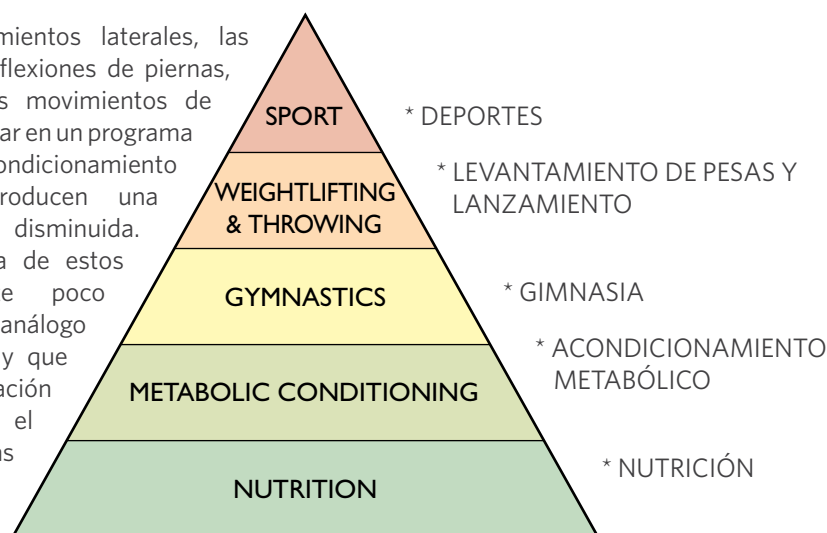 mientos laterales, las
flexiones de piernas,
s movimientos de
ar en un programa
ondicionamiento
roducen una
disminuida.
a de estos
e poco
análogo
y que
ación
el
as
SPORT
* DEPORTES
WEIGHTLIFTING
& THROWING
* LEVANTAMIENTO DE PESAS Y
LANZAMIENTO
GYMNASTICS
* GIMNASIA
METABOLIC CONDITIONING
* ACONDICIONAMIENTO
METABÓLICO
NUTRITION
* NUTRICIÓN